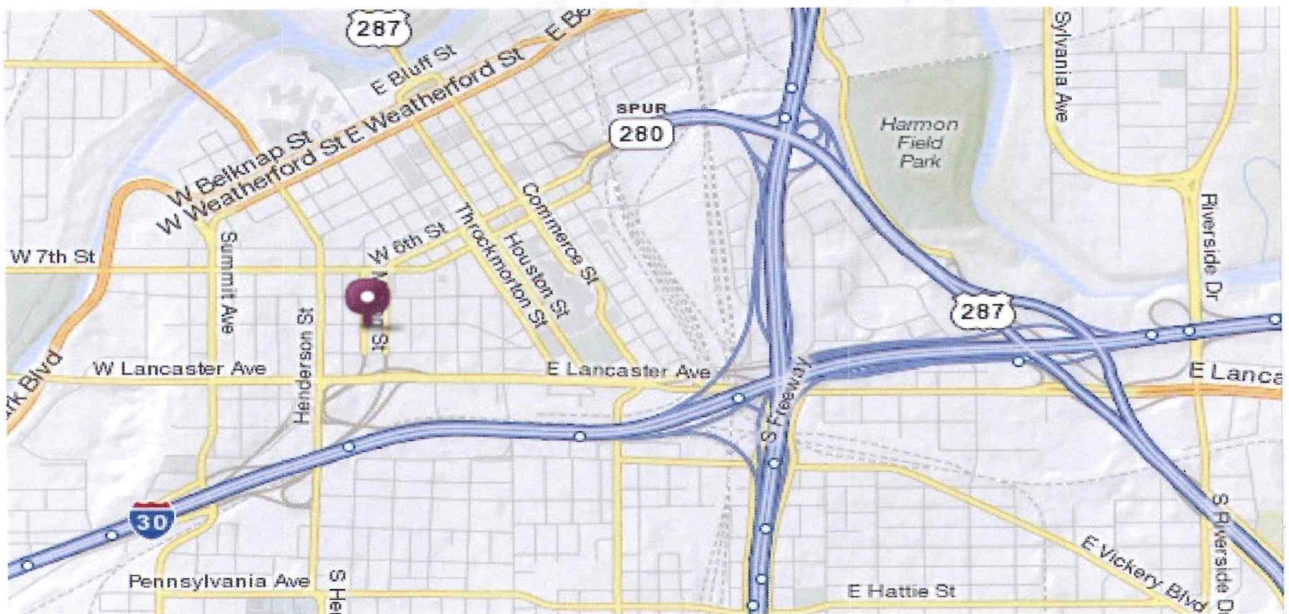 287
E Bluff St
E Weatherford St
W Belknap St
W Weatherford St
SPUR
280
Harmon
Field
Park
Sylvania Ave
Riverside Dr
W 7th St
W 6th St
Summit Ave
Henderson St
Throckmorton St
Houston St
Commerce St
287
W Lancaster Ave
E Lancaster Ave
S Freeway
30
Pennsylvania Ave
E Hattie St
E Vickery Blvd
S Riverside D